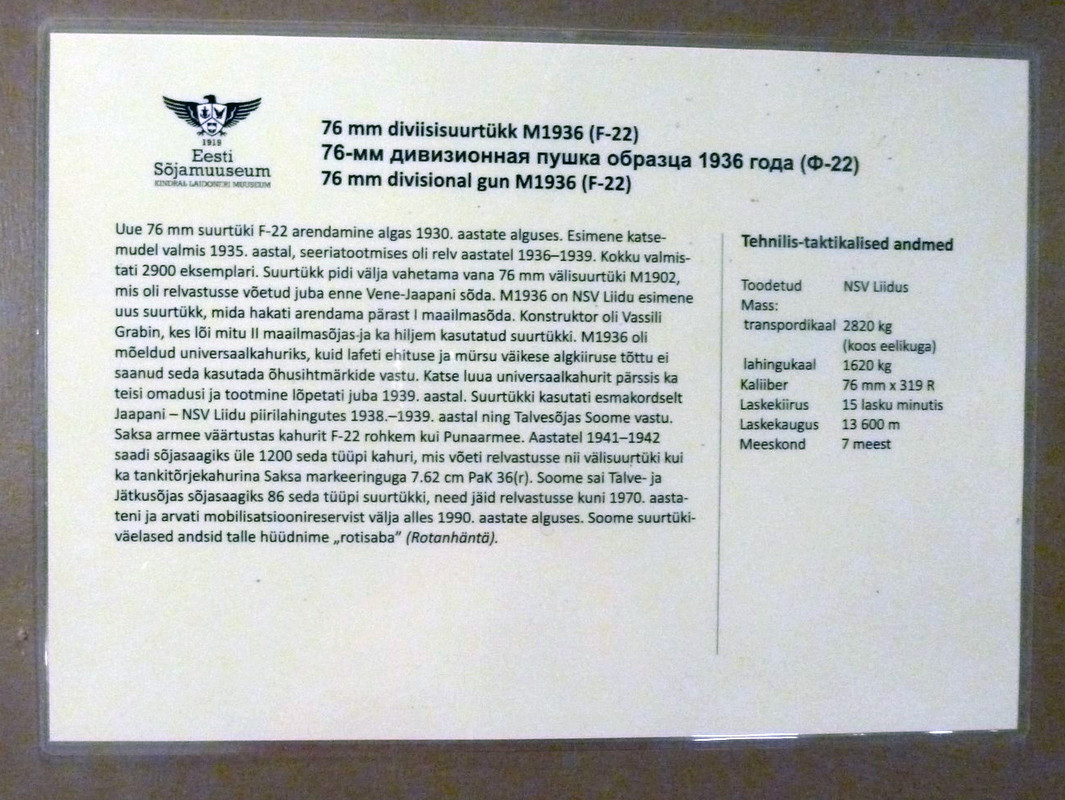 1919
Eesti
Sõjamuuseum
KINDRAL LAIDONERI MUUSEUM
76 mm diviisisuurtükk M1936 (F-22)
76-мм дивизионная пушка образца 1936 года (Ф-22)
76 mm divisional gun M1936 (F-22)
Uue 76 mm suurtüki F-22 arendamine algas 1930. aastate alguses. Esimene katse-
mudel valmis 1935. aastal, seeriatootmises oli relv aastatel 1936–1939. Kokku valmis-
tati 2900 eksemplari. Suurtükk pidi välja vahetama vana 76 mm välisuurtüki M1902,
mis oli relvastusse võetud juba enne Vene-Jaapani sõda. M1936 on NSV Liidu esimene
uus suurtükk, mida hakati arendama pärast I maailmasõda. Konstruktor oli Vassili
Grabin, kes lõi mitu II maailmasõjas-ja ka hiljem kasutatud suurtükki. M1936 oli
mõeldud universaalkahuriks, kuid lafeti ehituse ja mürsu väikese algkiiruse tõttu ei
saanud seda kasutada õhusihtmärkide vastu. Katse luua universaalkahurit pärssis ka
teisi omadusi ja tootmine lõpetati juba 1939. aastal. Suurtükki kasutati esmakordselt
Jaapani – NSV Liidu piirilahingutes 1938.–1939. aastal ning Talvesõjas Soome vastu.
Saksa armee väärtustas kahurit F-22 rohkem kui Punaarmee. Aastatel 1941–1942
saadi sõjasaagiks üle 1200 seda tüüpi kahuri, mis võeti relvastusse nii välisuurtüki kui
ka tankitõrjekahurina Saksa markeeringuga 7.62 cm PaK 36(r). Soome sai Talve- ja
Jätkusõjas sõjasaagiks 86 seda tüüpi suurtükki, need jäid relvastusse kuni 1970. aasta-
teni ja arvati mobilisatsioonireservist välja alles 1990. aastate alguses. Soome suurtüki-
väelased andsid talle hüüdnime „rotisaba" (Rotanhäntä).
Tehnilis-taktikalised andmed
Toodetud NSV Liidus
Mass:
transpordikaal 2820 kg
(koos eelikuga)
lahingukaal 1620 kg
Kaliiber 76 mm x 319 R
Laskekiirus 15 lasku minutis
Laskekaugus 13 600 m
Meeskond 7 meest